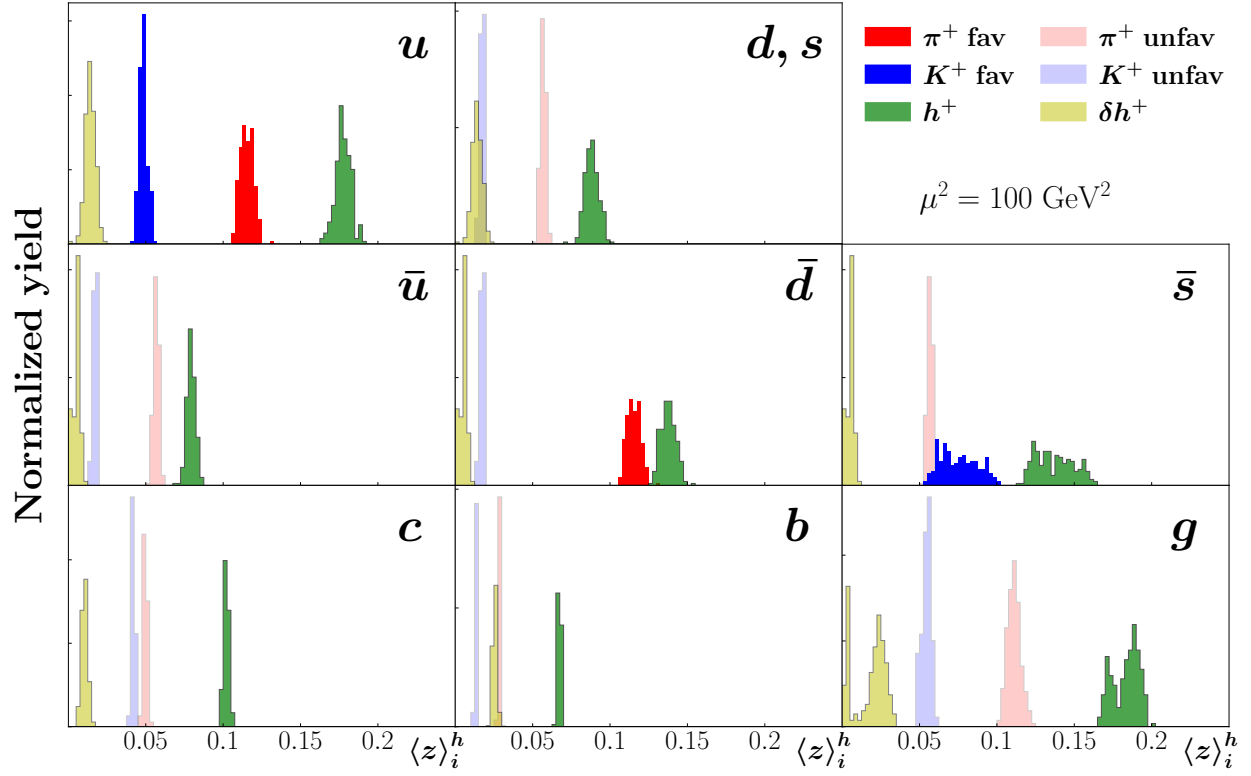 Normalized yield
u
d, s
π⁺ fav
π⁺ unfav
K⁺ fav
K⁺ unfav
h⁺
δh⁺
μ² = 100 GeV²
ū
d̄
s̄
c
b
g
0.05 0.1 0.15 0.2 ⟨z⟩ᵢʰ
0.05 0.1 0.15 0.2 ⟨z⟩ᵢʰ
0.05 0.1 0.15 0.2 ⟨z⟩ᵢʰ